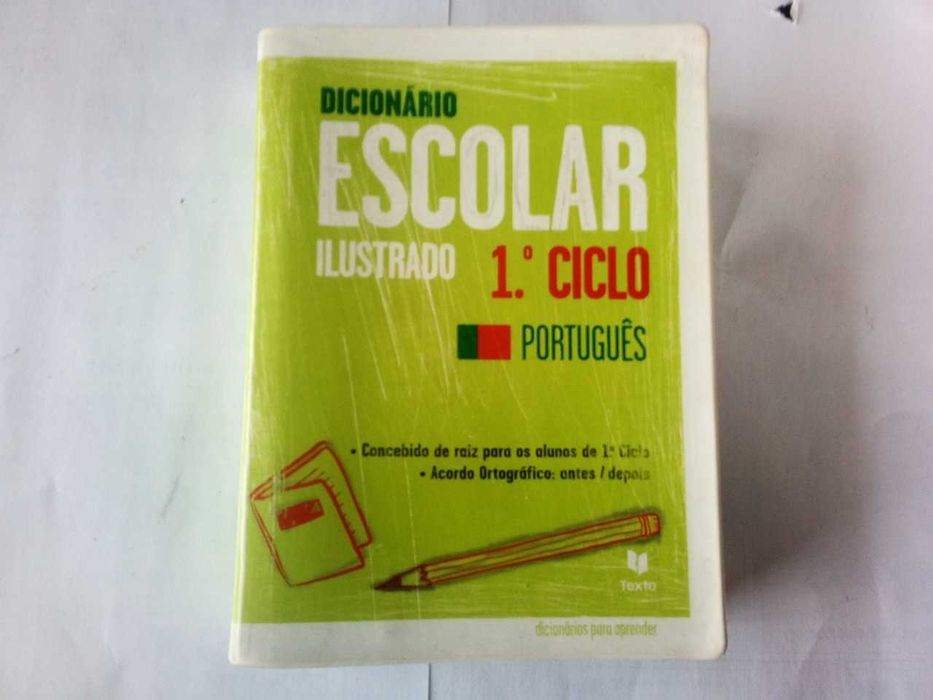 DICIONÁRIO
ESCOLAR
ILUSTRADO 1.º CICLO
PORTUGUÊS
• Concebido de raiz para os alunos de 1.º Ciclo
• Acordo Ortográfico: antes / depois
Texto
dicionários para aprender